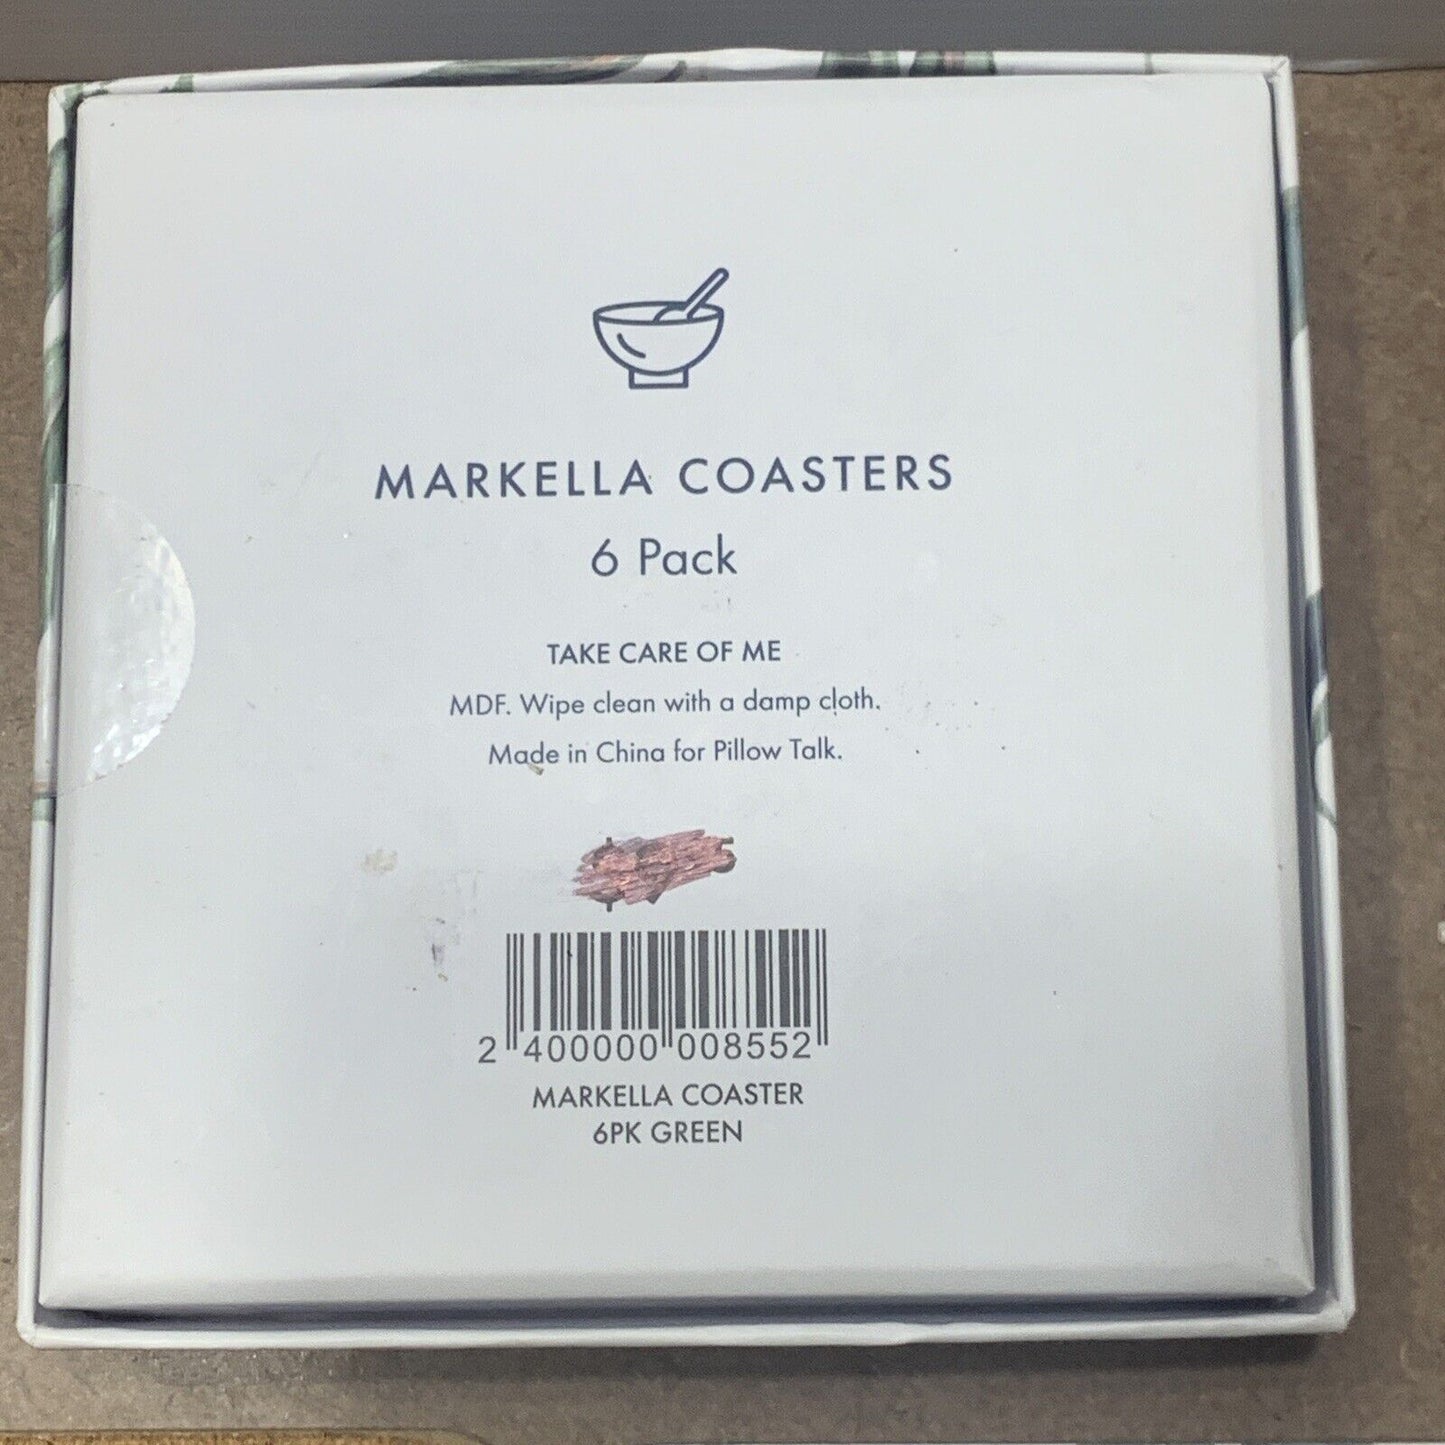 MARKELLA COASTERS
6 Pack
TAKE CARE OF ME
MDF. Wipe clean with a damp cloth.
Made in China for Pillow Talk.
2 400000 008552
MARKELLA COASTER
6PK GREEN